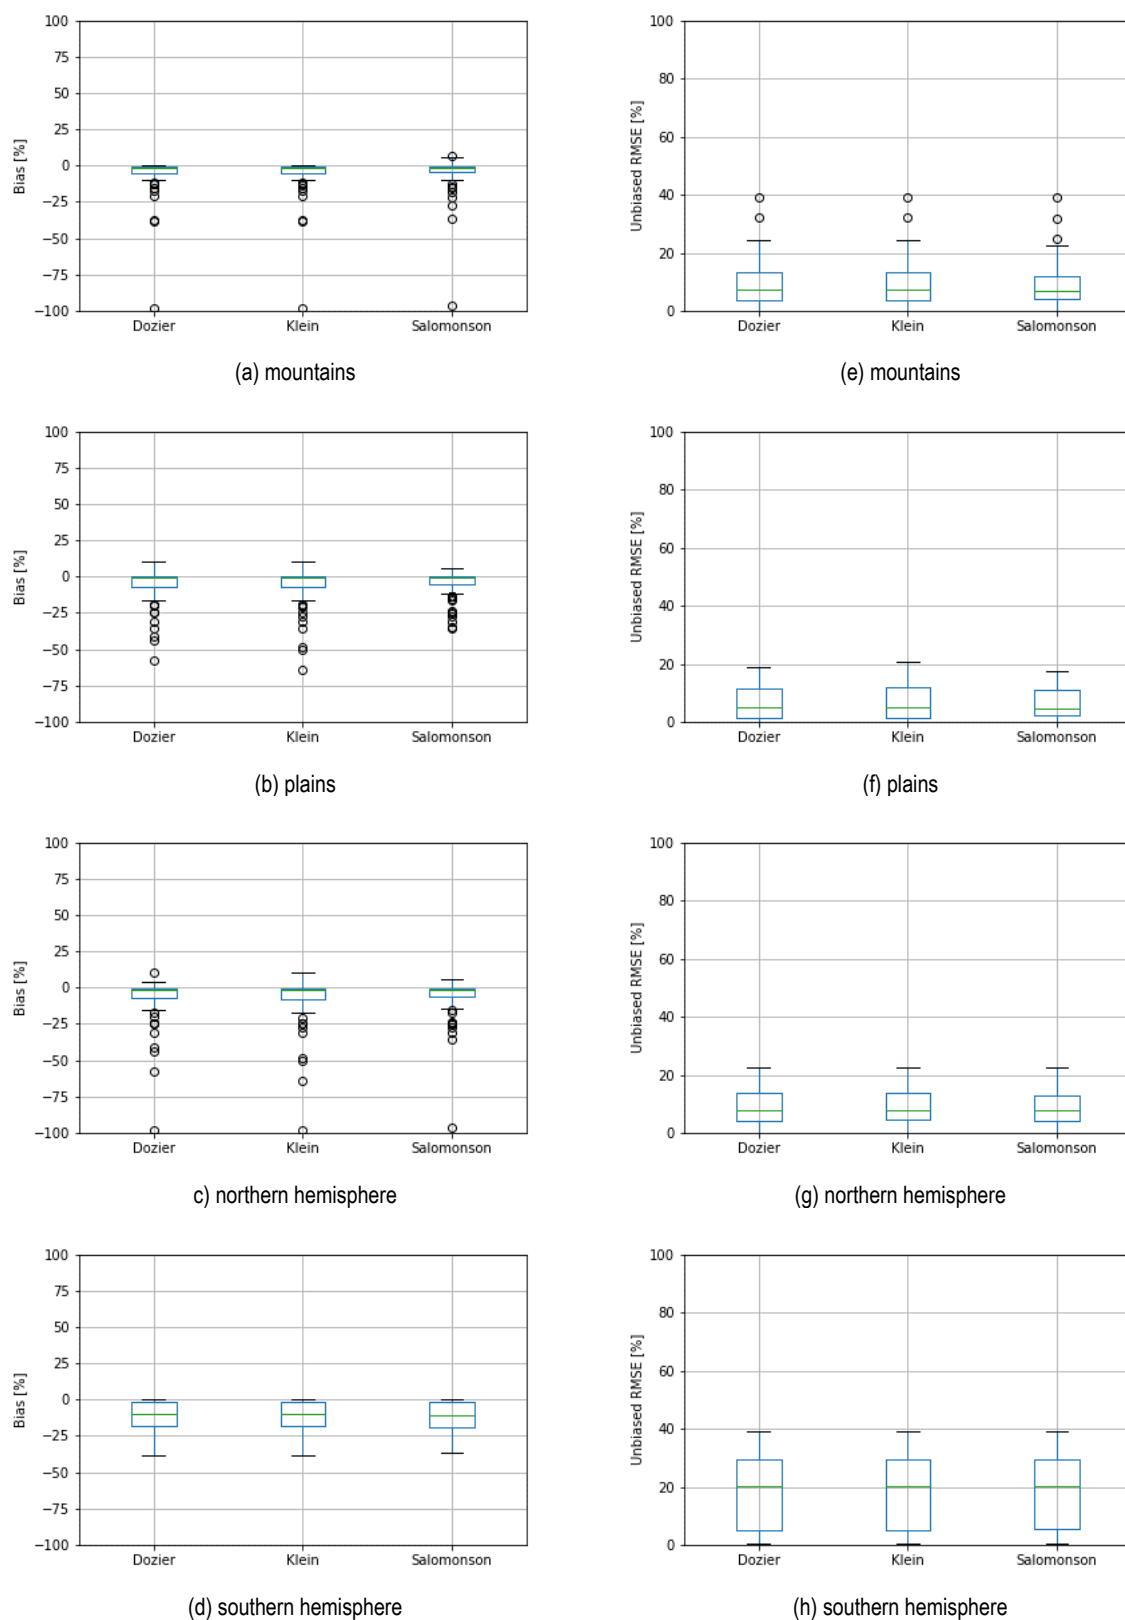 100
75
50
25
0
−25
−50
−75
−100
Bias [%]
Dozier
Klein
Salomonson
(a) mountains
100
80
60
40
20
0
Unbiased RMSE [%]
Dozier
Klein
Salomonson
(e) mountains
100
75
50
25
0
−25
−50
−75
−100
Bias [%]
Dozier
Klein
Salomonson
(b) plains
100
80
60
40
20
0
Unbiased RMSE [%]
Dozier
Klein
Salomonson
(f) plains
100
75
50
25
0
−25
−50
−75
−100
Bias [%]
Dozier
Klein
Salomonson
c) northern hemisphere
100
80
60
40
20
0
Unbiased RMSE [%]
Dozier
Klein
Salomonson
(g) northern hemisphere
100
75
50
25
0
−25
−50
−75
−100
Bias [%]
Dozier
Klein
Salomonson
(d) southern hemisphere
100
80
60
40
20
0
Unbiased RMSE [%]
Dozier
Klein
Salomonson
(h) southern hemisphere